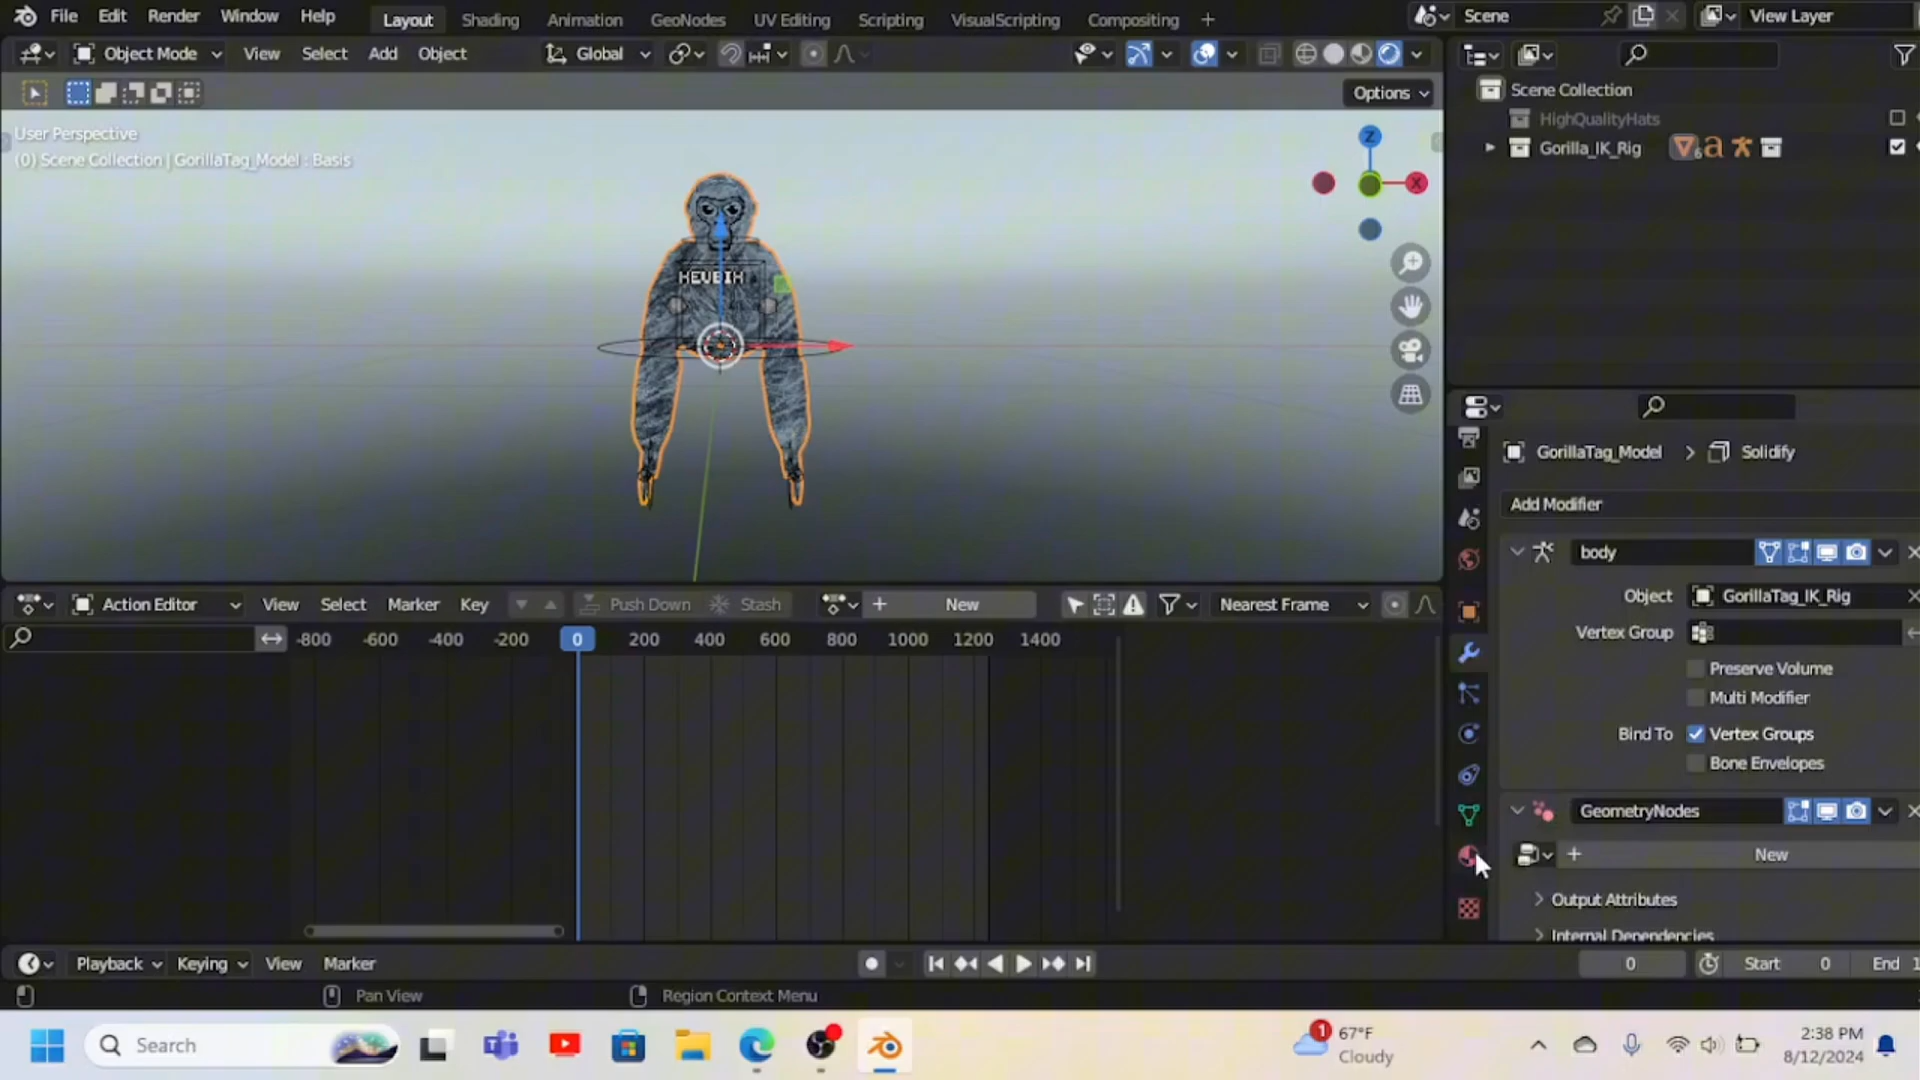 File Edit Render Window Help Layout Shading Animation GeoNodes UV Editing Scripting VisualScripting Compositing + Scene View Layer
Object Mode View Select Add Object Global
Options
User Perspective
(0) Scene Collection | GorillaTag_Model : Basis
Scene Collection
HighQualityHats
Gorilla_IK_Rig
GorillaTag_Model > Solidify
Add Modifier
body
Object GorillaTag_IK_Rig
Vertex Group
Preserve Volume
Multi Modifier
Bind To Vertex Groups
Bone Envelopes
GeometryNodes
New
Output Attributes
Internal Dependencies
Action Editor View Select Marker Key Push Down Stash + New Nearest Frame
-800 -600 -400 -200 0 200 400 600 800 1000 1200 1400
Playback Keying View Marker 0 Start 0 End 1
Pan View Region Context Menu
Search
1 67°F
Cloudy
2:38 PM
8/12/2024